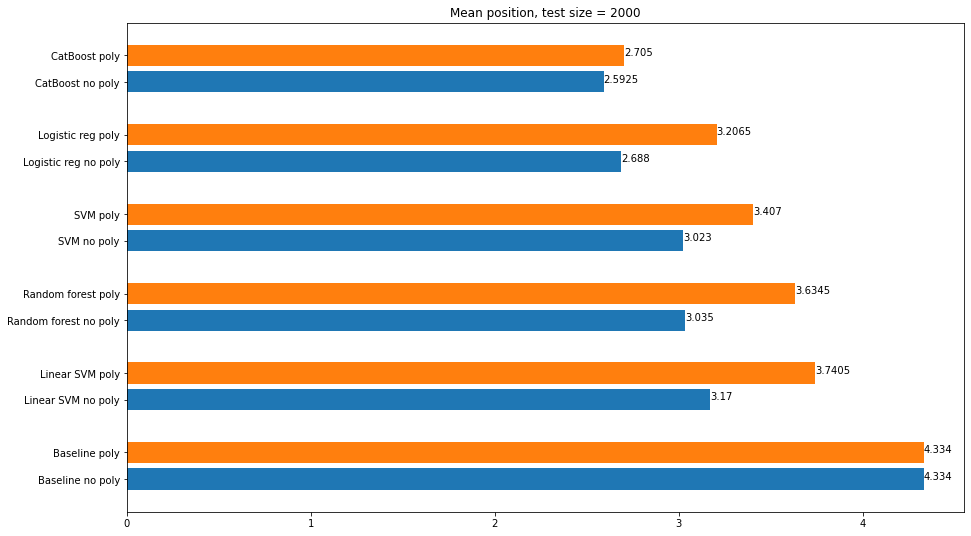 Mean position, test size = 2000
CatBoost poly
2.705
CatBoost no poly
2.5925
Logistic reg poly
3.2065
Logistic reg no poly
2.688
SVM poly
3.407
SVM no poly
3.023
Random forest poly
3.6345
Random forest no poly
3.035
Linear SVM poly
3.7405
Linear SVM no poly
3.17
Baseline poly
4.334
Baseline no poly
4.334
0 1 2 3 4